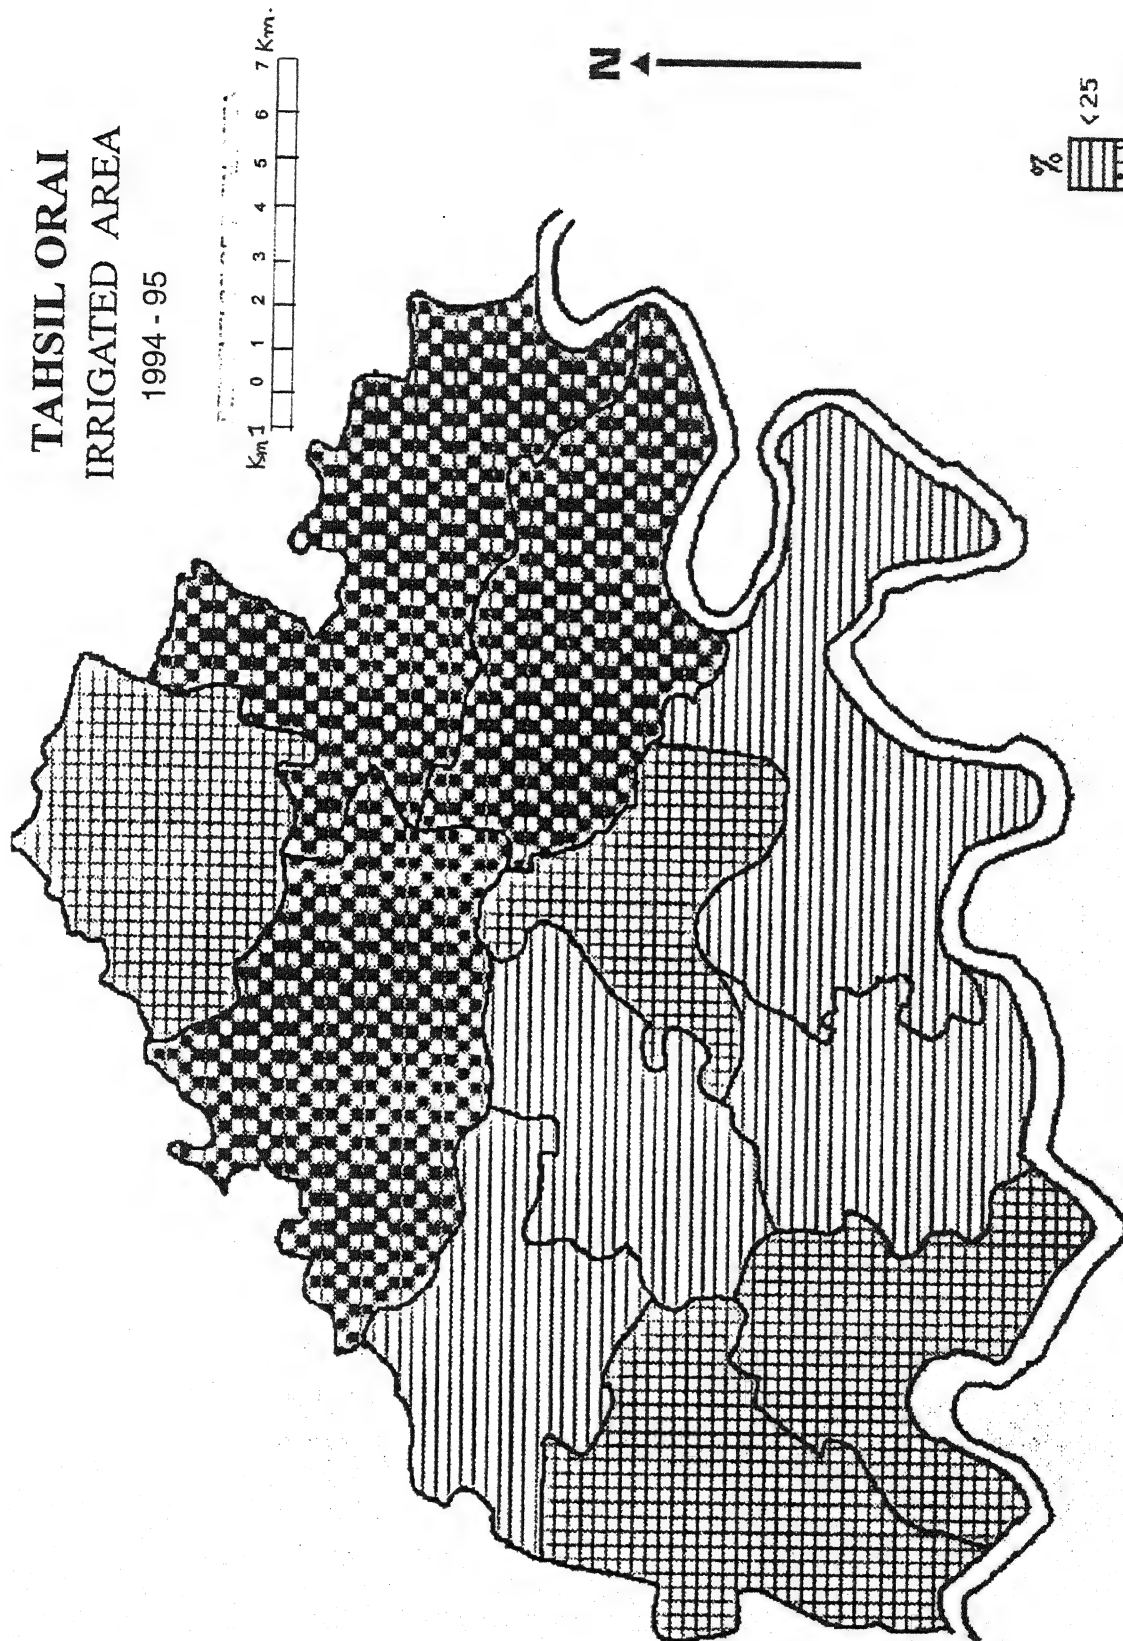 TAHSIL ORAI
IRRIGATED AREA
1994-95
Km 1 0 1 2 3 4 5 6 7 Km.
N
%
<25